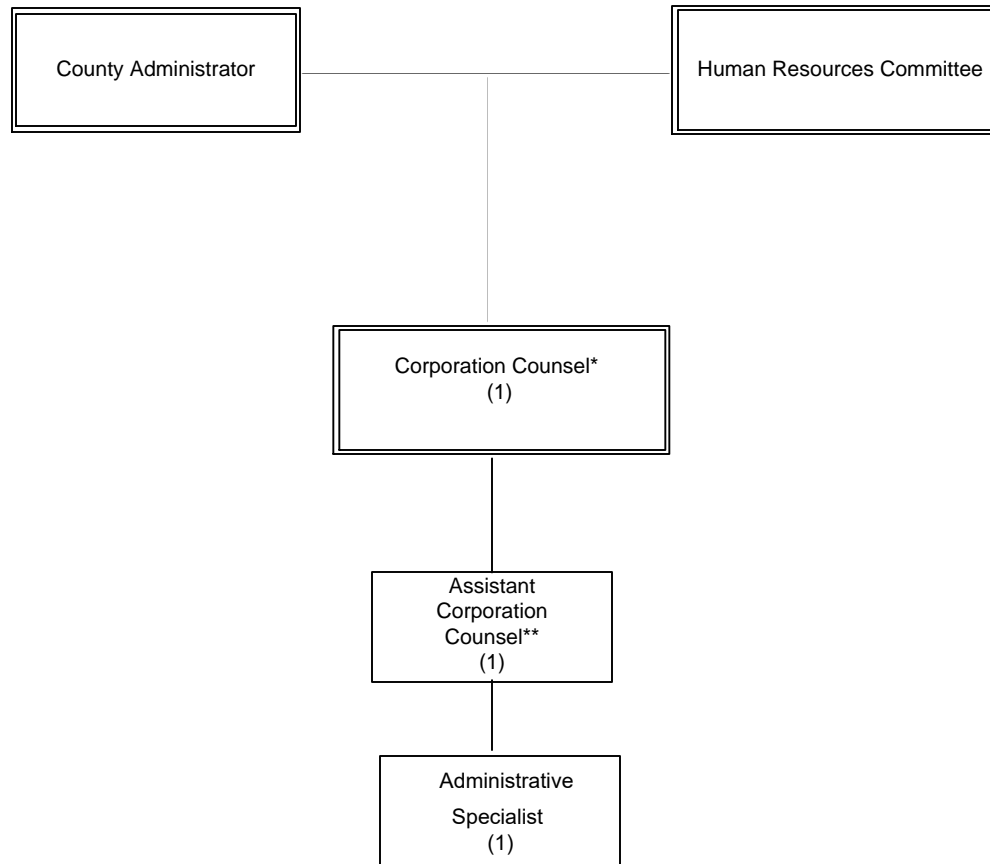 County Administrator
Human Resources Committee
Corporation Counsel*
(1)
Assistant
Corporation
Counsel**
(1)
Administrative
Specialist
(1)